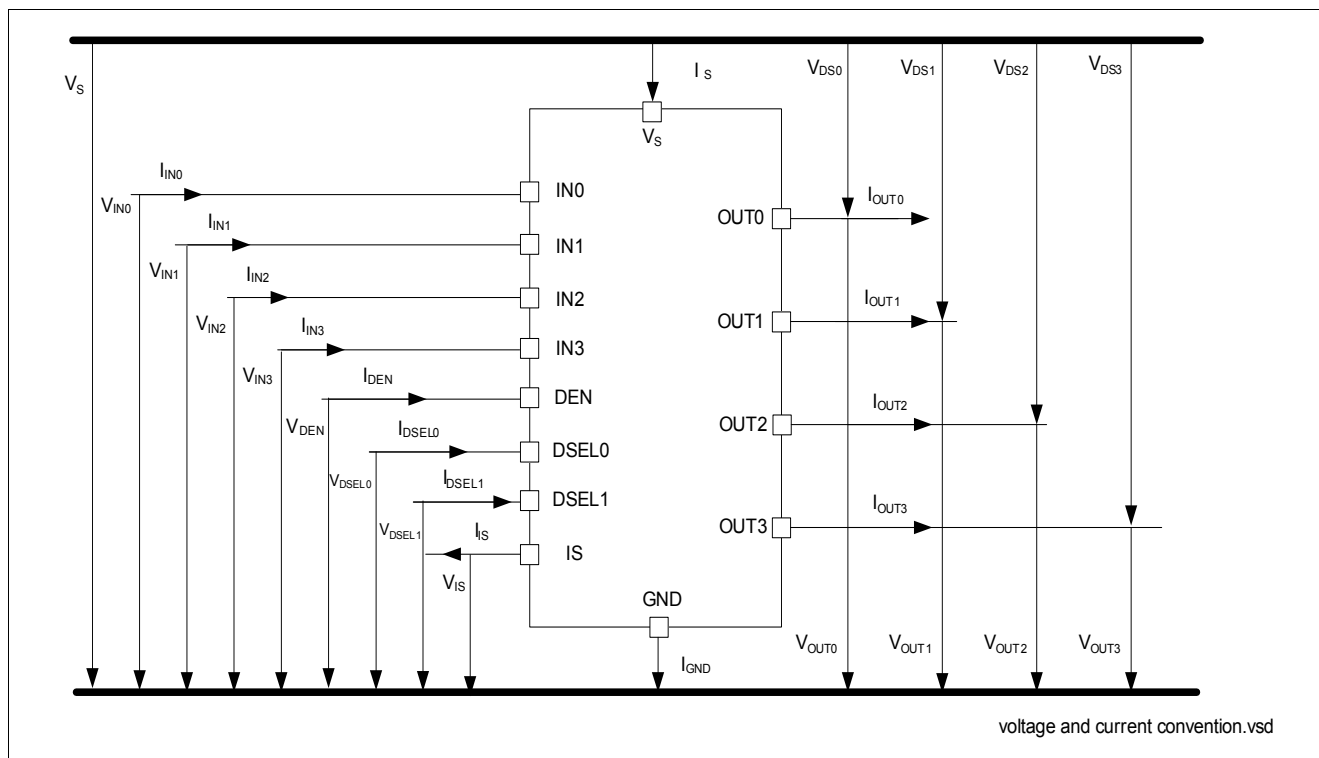 V_S
I_S
V_DS0
V_DS1
V_DS2
V_DS3
V_S
I_IN0
IN0
V_IN0
I_OUT0
OUT0
I_IN1
IN1
V_IN1
I_IN2
IN2
V_IN2
I_OUT1
OUT1
I_IN3
IN3
V_IN3
I_DEN
DEN
V_DEN
I_OUT2
OUT2
I_DSEL0
DSEL0
V_DSEL0
I_DSEL1
DSEL1
V_DSEL1
I_OUT3
OUT3
I_IS
IS
V_IS
GND
I_GND
V_OUT0
V_OUT1
V_OUT2
V_OUT3
voltage and current convention.vsd